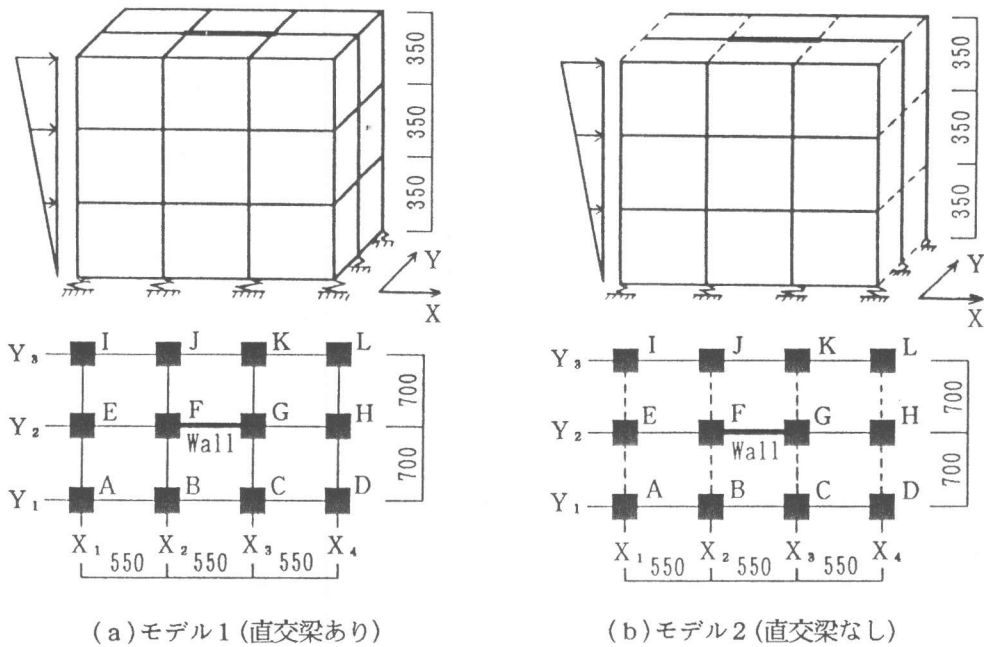 350
350
350
Y
X
Y₃ I J K L
Y₂ E F G H
Wall
Y₁ A B C D
700
700
X₁ X₂ X₃ X₄
550 550 550
(a)モデル1(直交梁あり)
350
350
350
Y
X
Y₃ I J K L
Y₂ E F G H
Wall
Y₁ A B C D
700
700
X₁ X₂ X₃ X₄
550 550 550
(b)モデル2(直交梁なし)